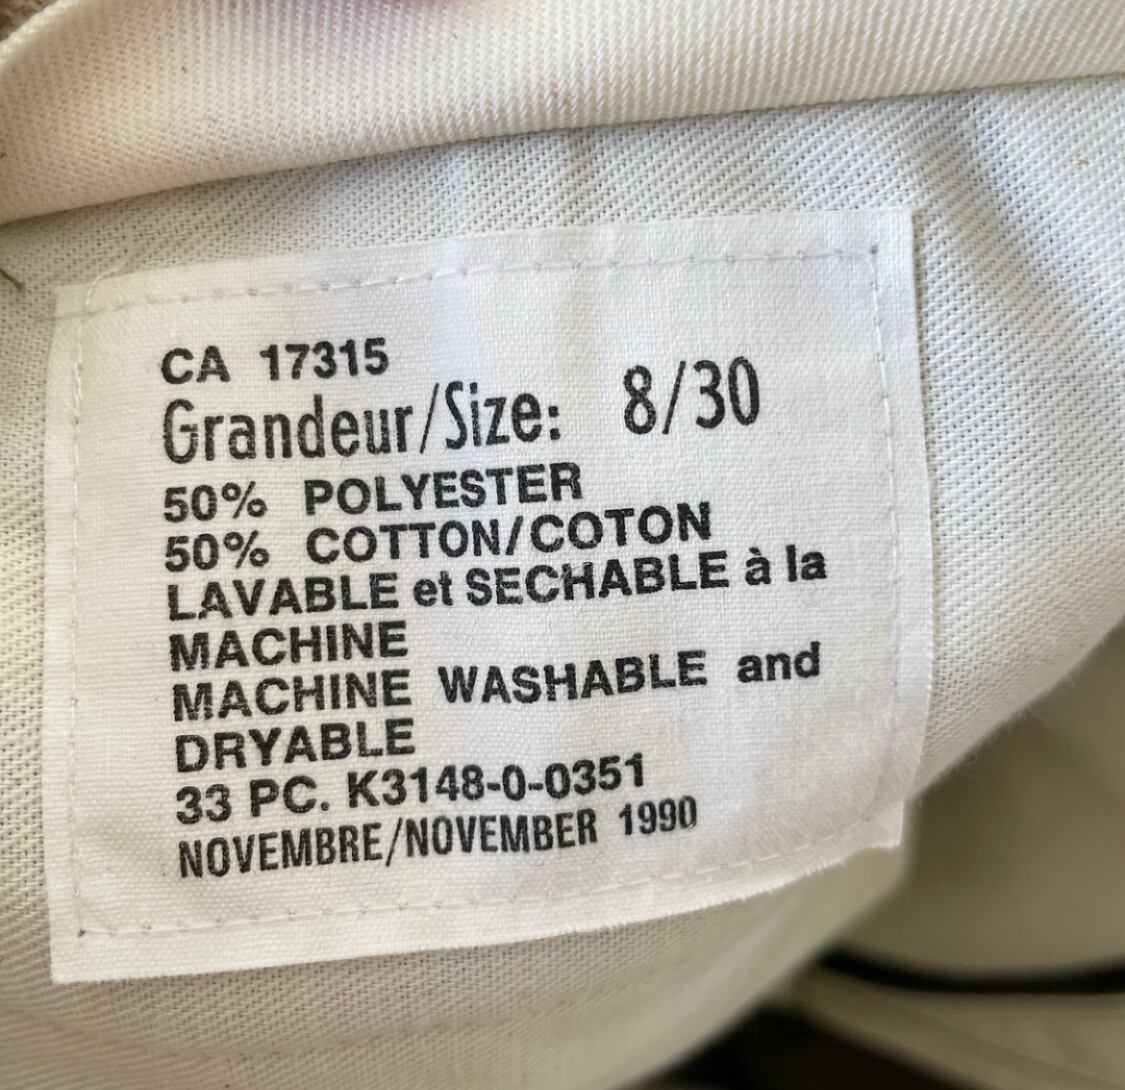 CA 17315
Grandeur/Size: 8/30
50% POLYESTER
50% COTTON/COTON
LAVABLE et SECHABLE à la
MACHINE
MACHINE WASHABLE and
DRYABLE
33 PC. K3148-0-0351
NOVEMBRE/NOVEMBER 1990